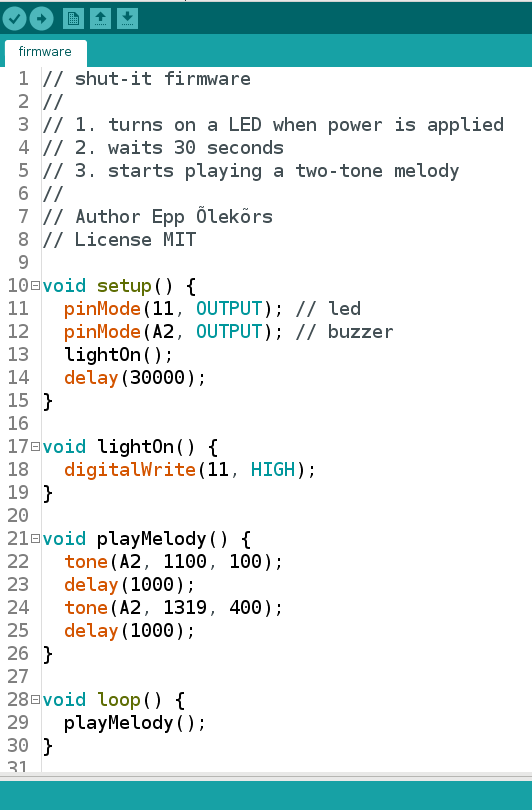 firmware
1 // shut-it firmware
2 //
3 // 1. turns on a LED when power is applied
4 // 2. waits 30 seconds
5 // 3. starts playing a two-tone melody
6 //
7 // Author Epp Õlekõrs
8 // License MIT
9
10 void setup() {
11   pinMode(11, OUTPUT); // led
12   pinMode(A2, OUTPUT); // buzzer
13   lightOn();
14   delay(30000);
15 }
16
17 void lightOn() {
18   digitalWrite(11, HIGH);
19 }
20
21 void playMelody() {
22   tone(A2, 1100, 100);
23   delay(1000);
24   tone(A2, 1319, 400);
25   delay(1000);
26 }
27
28 void loop() {
29   playMelody();
30 }
31